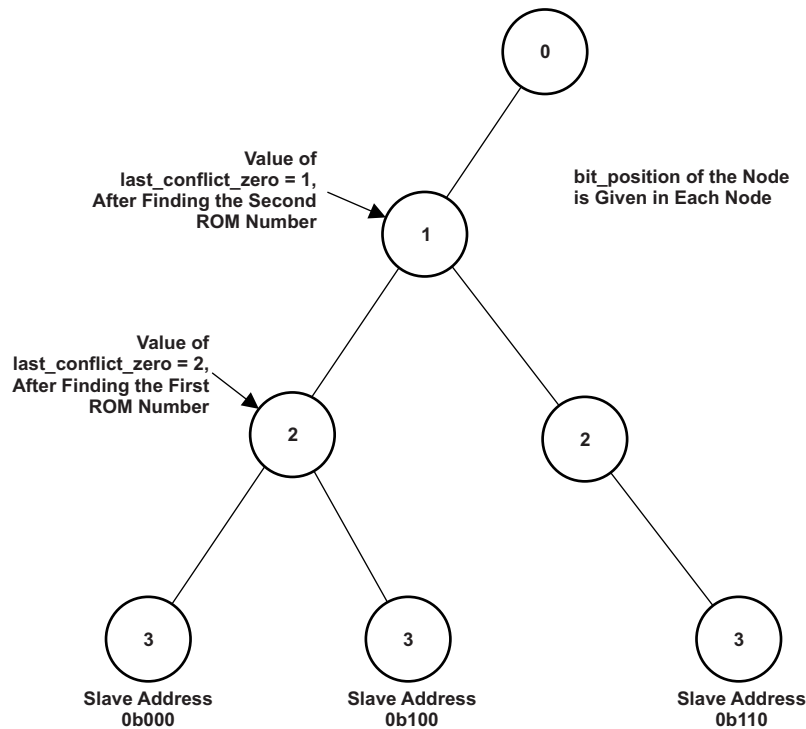 0
Value of
last_conflict_zero = 1,
After Finding the Second
ROM Number
bit_position of the Node
is Given in Each Node
1
Value of
last_conflict_zero = 2,
After Finding the First
ROM Number
2
2
3
3
3
Slave Address
0b000
Slave Address
0b100
Slave Address
0b110